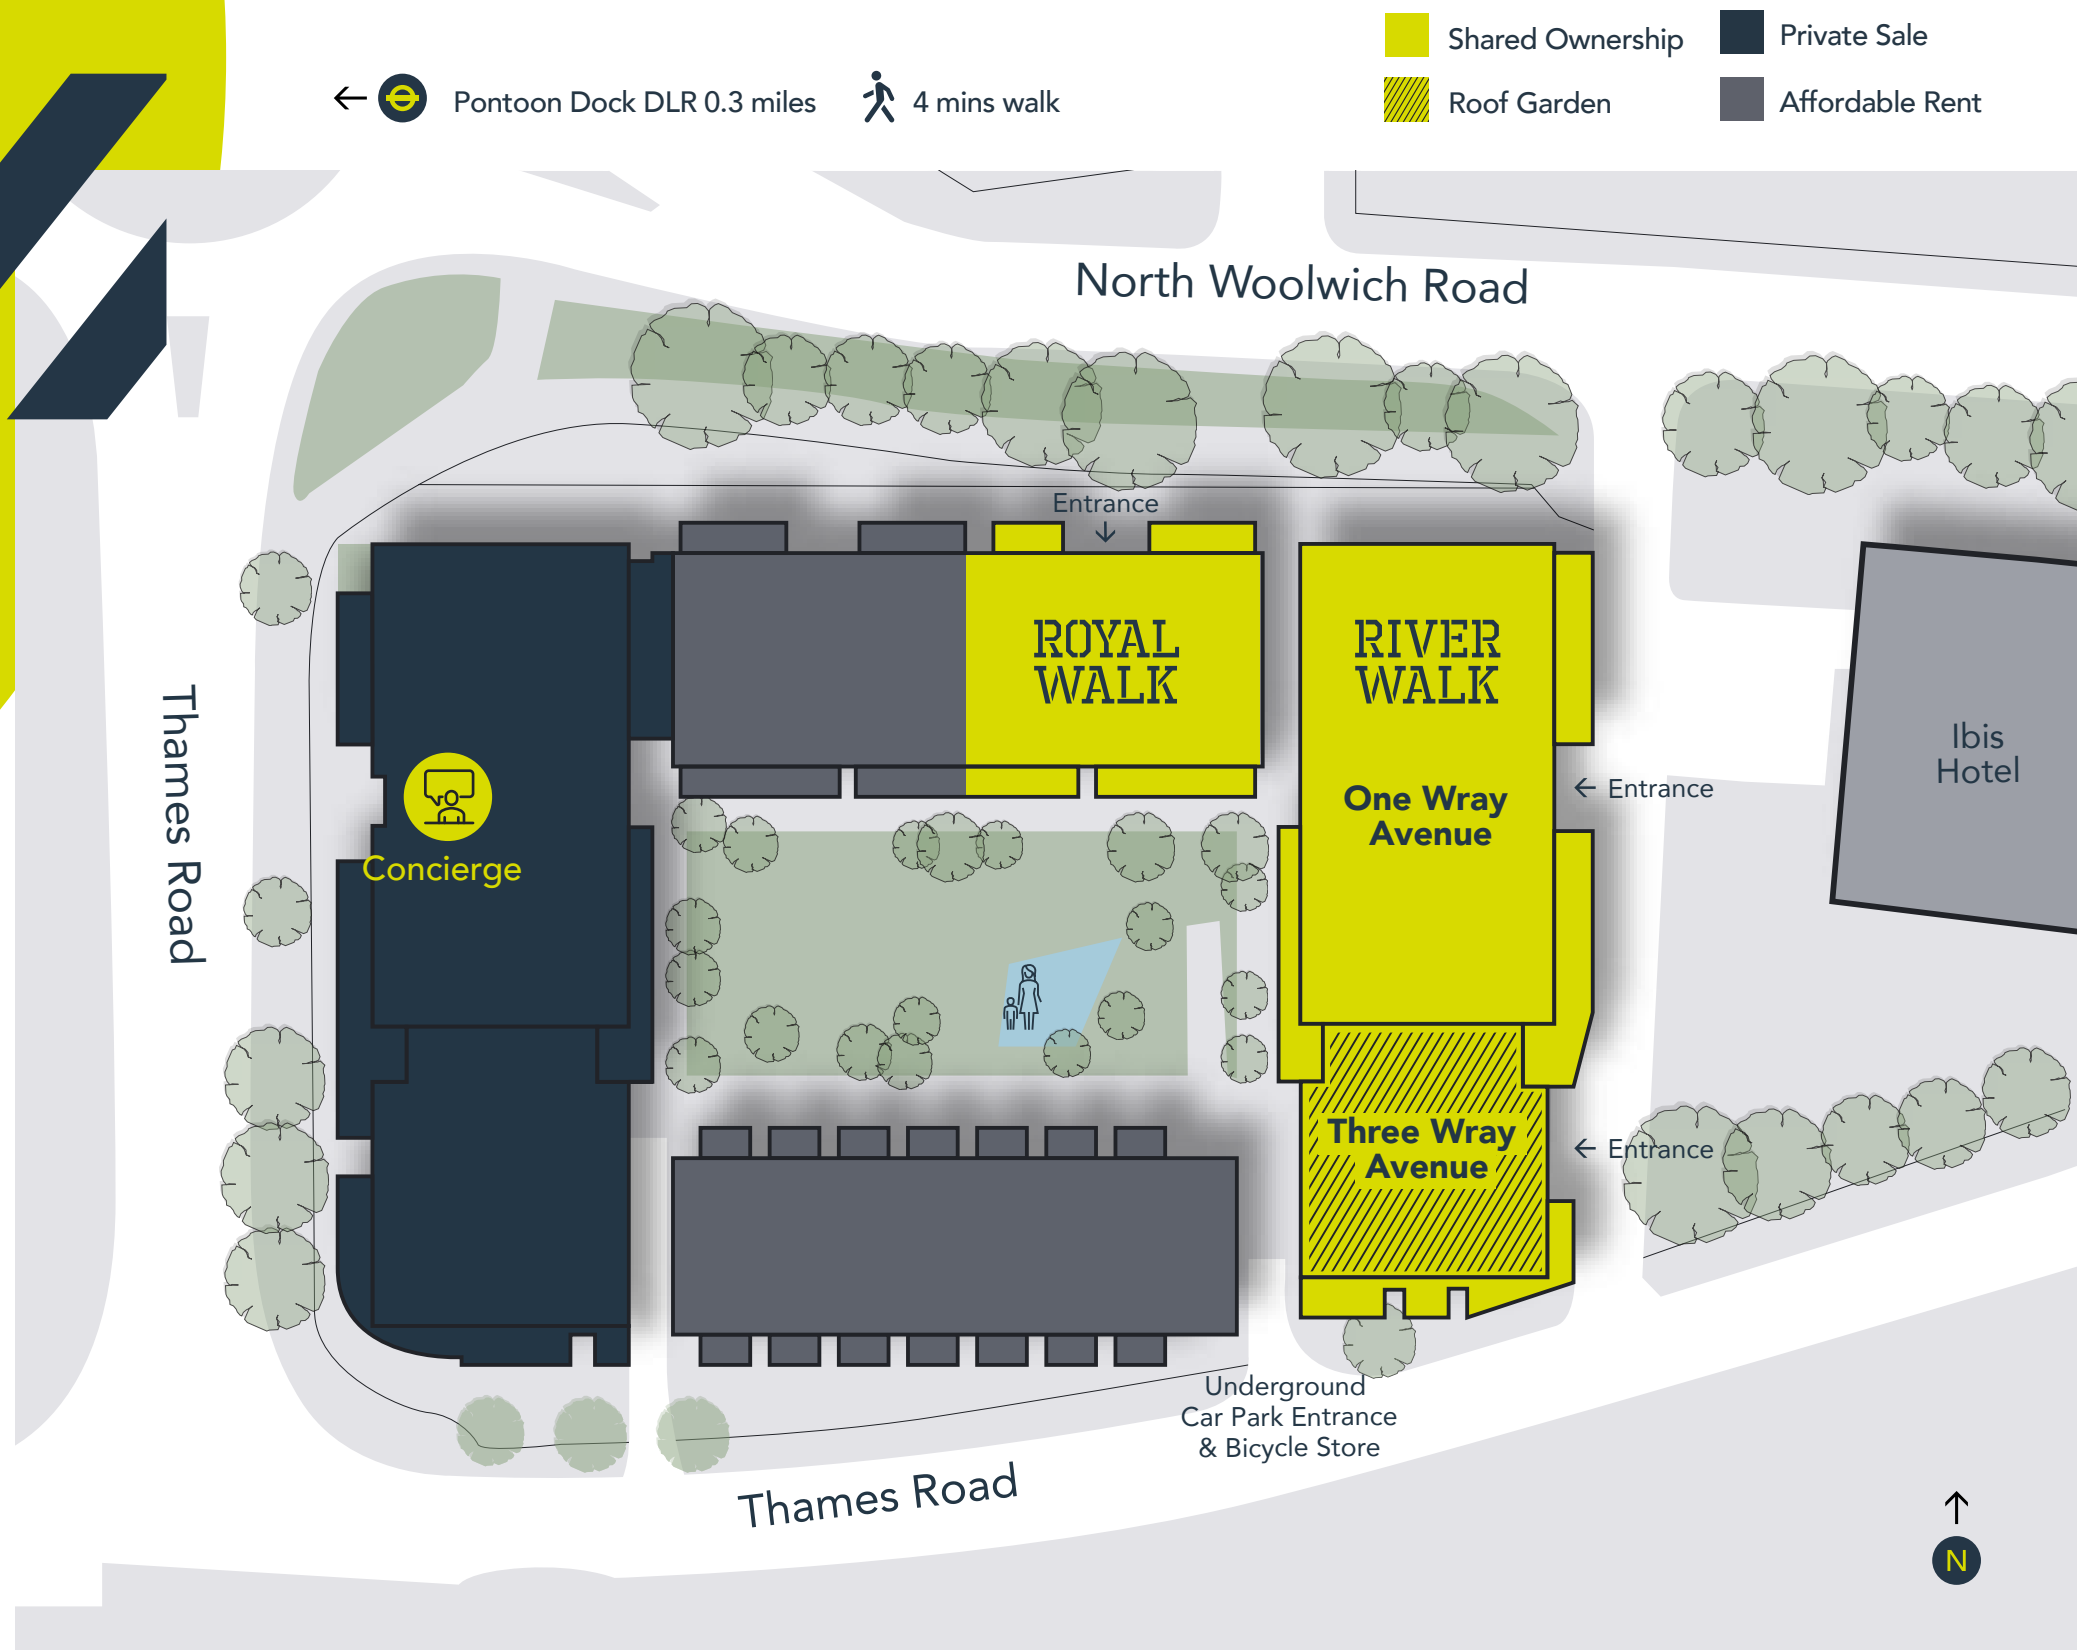 Shared Ownership
Private Sale
Pontoon Dock DLR 0.3 miles
4 mins walk
Roof Garden
Affordable Rent
North Woolwich Road
Entrance
ROYAL
WALK
RIVER
WALK
Thames Road
Ibis
Hotel
One Wray
Avenue
Entrance
Concierge
Three Wray
Avenue
Entrance
Underground
Car Park Entrance
& Bicycle Store
Thames Road
N